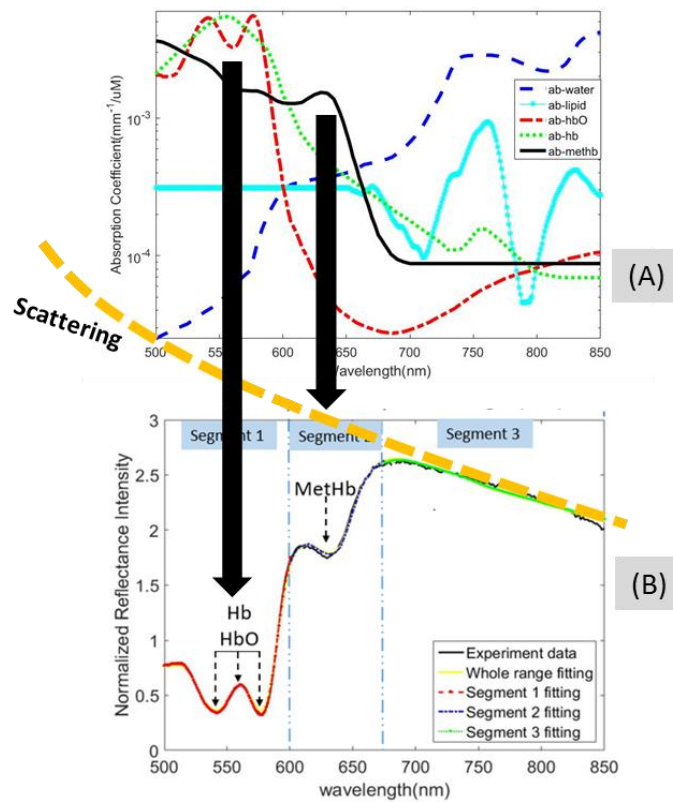 10⁻³
10⁻⁴
Absorption Coefficient(mm⁻¹/uM)
ab-water
ab-lipid
ab-hbO
ab-hb
ab-methb
(A)
500
550
600
650
700
750
800
850
Wavelength(nm)
Scattering
3
2.5
2
1.5
1
0.5
0
Normalized Reflectance Intensity
Segment 1
Segment 2
Segment 3
MetHb
Hb
HbO
(B)
Experiment data
Whole range fitting
Segment 1 fitting
Segment 2 fitting
Segment 3 fitting
500
550
600
650
700
750
800
850
wavelength(nm)